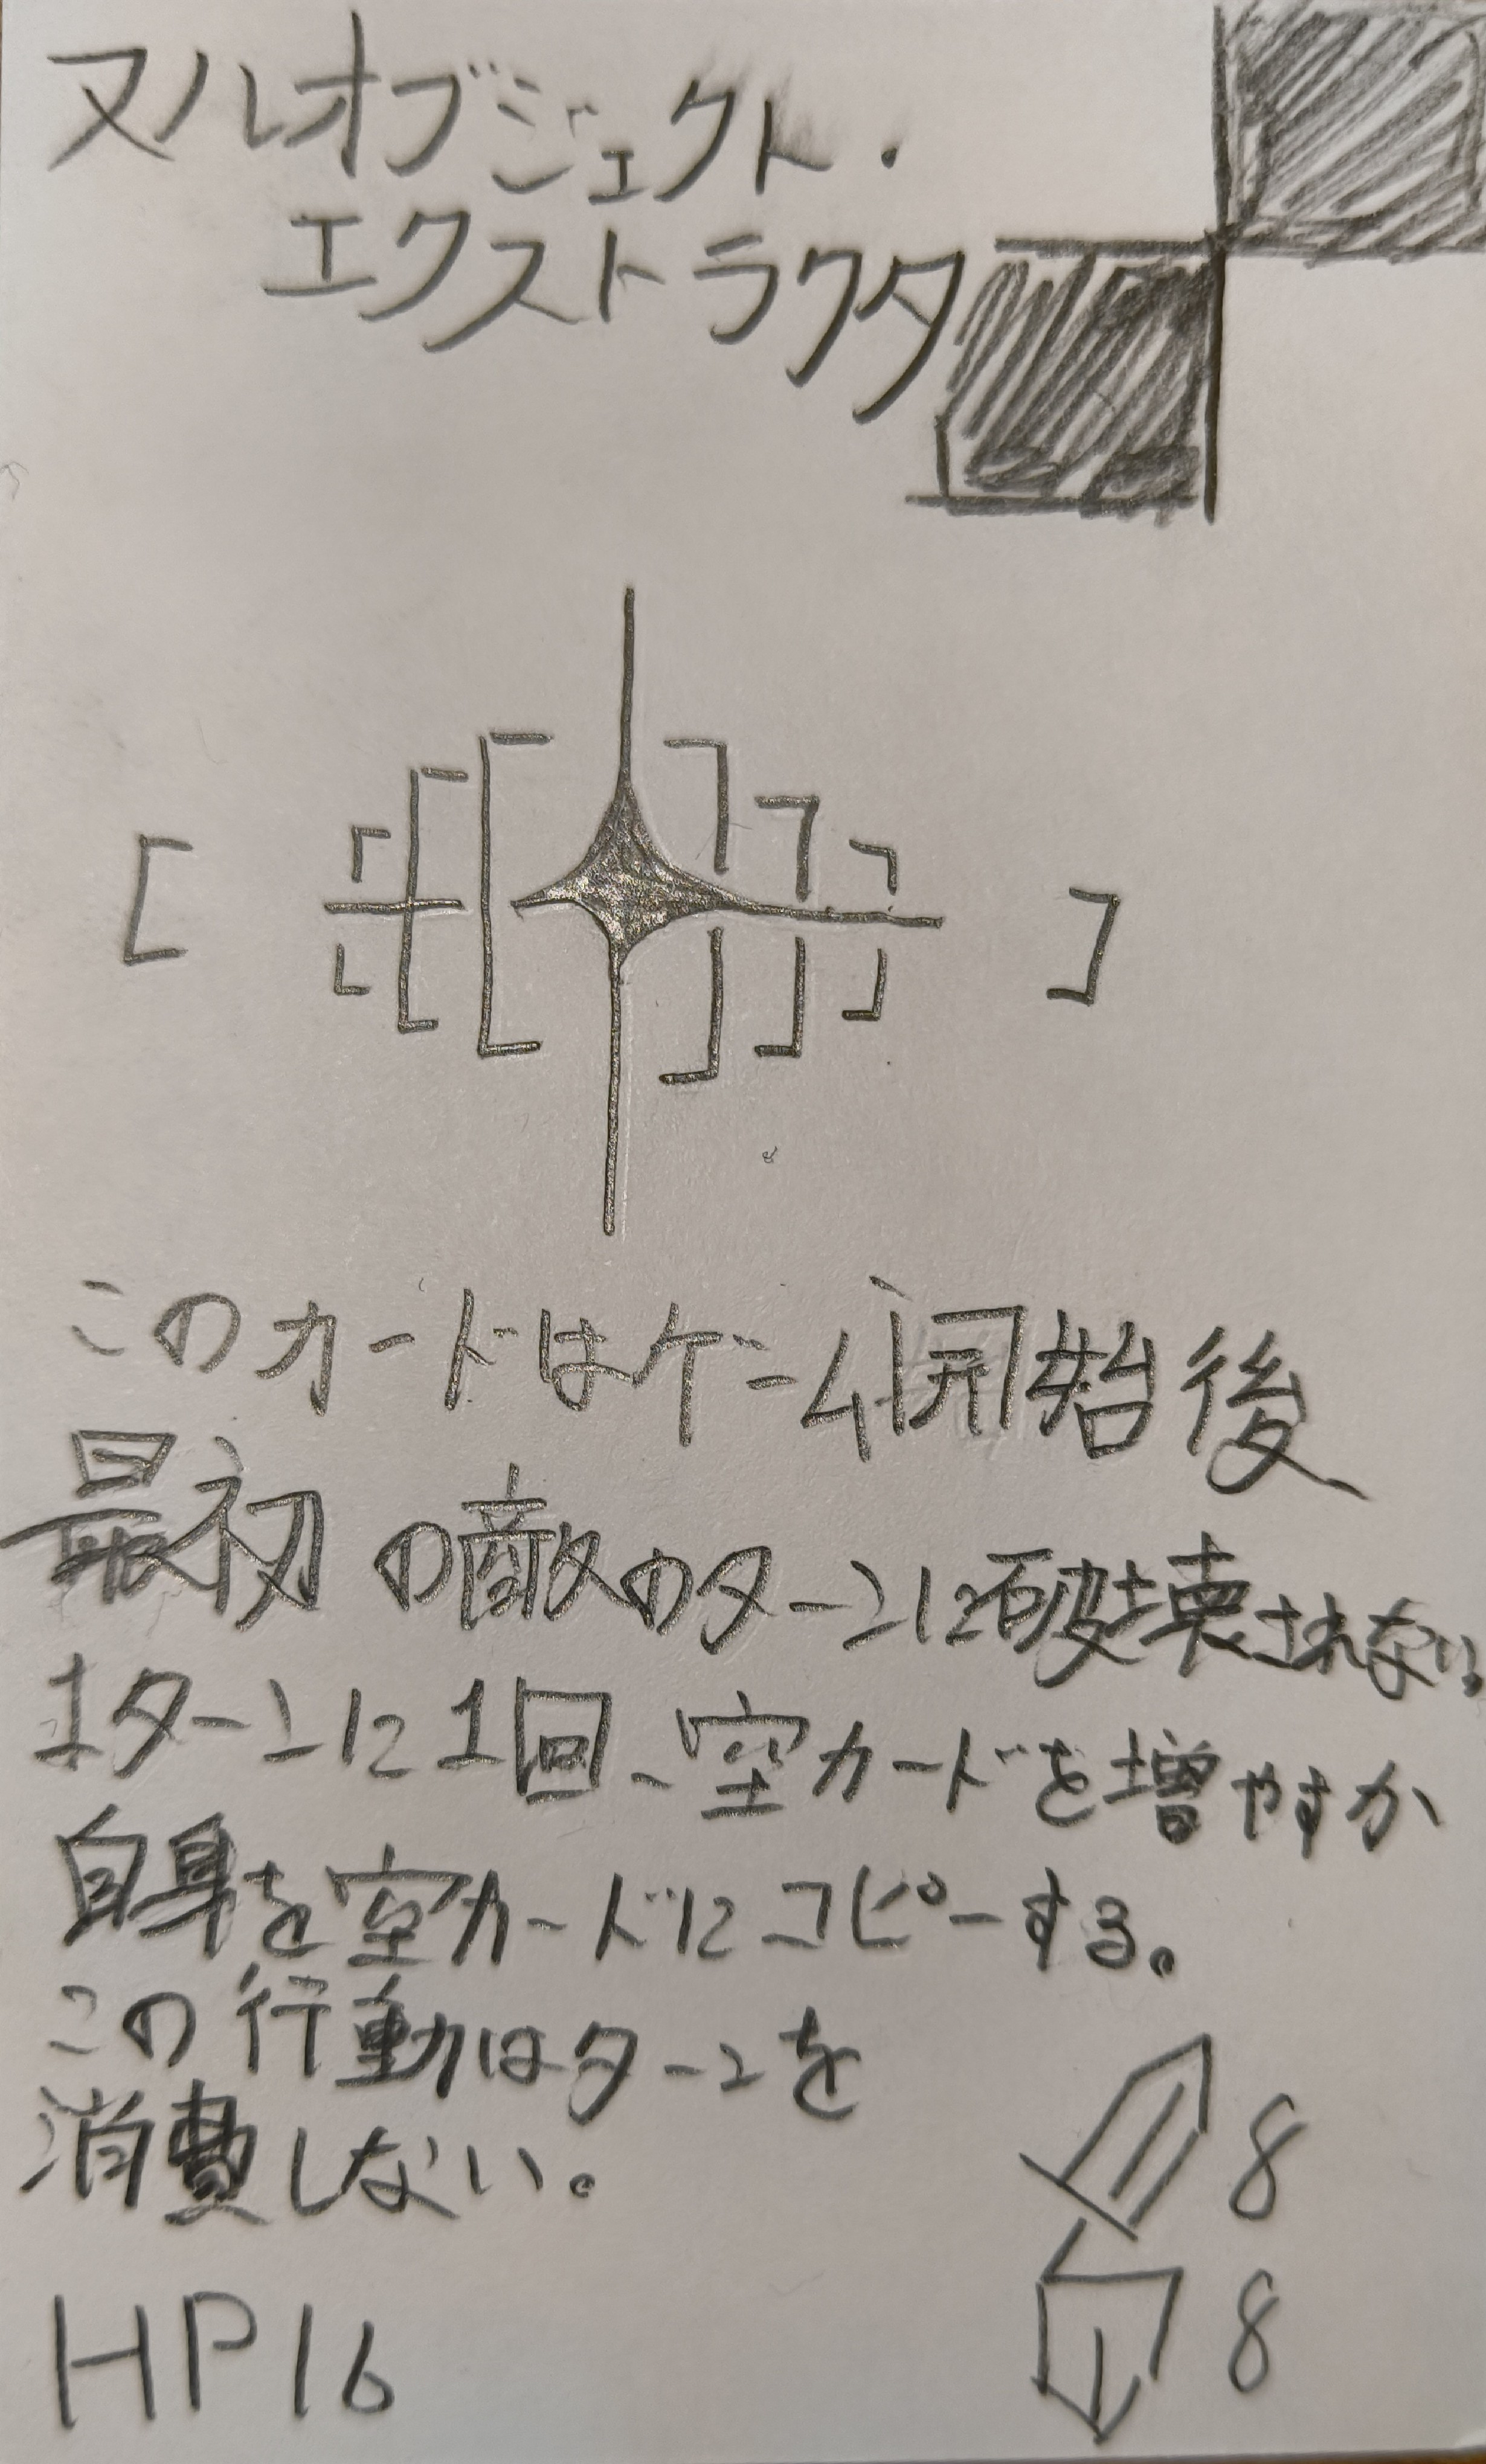 ヌルオブジェクト・
エクストラクタ
このカードはゲーム開始後
最初の敵のターンに破壊されない。
1ターンに1回、空カードを増やすか
自身を空カードにコピーする。
この行動はターンを
消費しない。
8
8
HP16